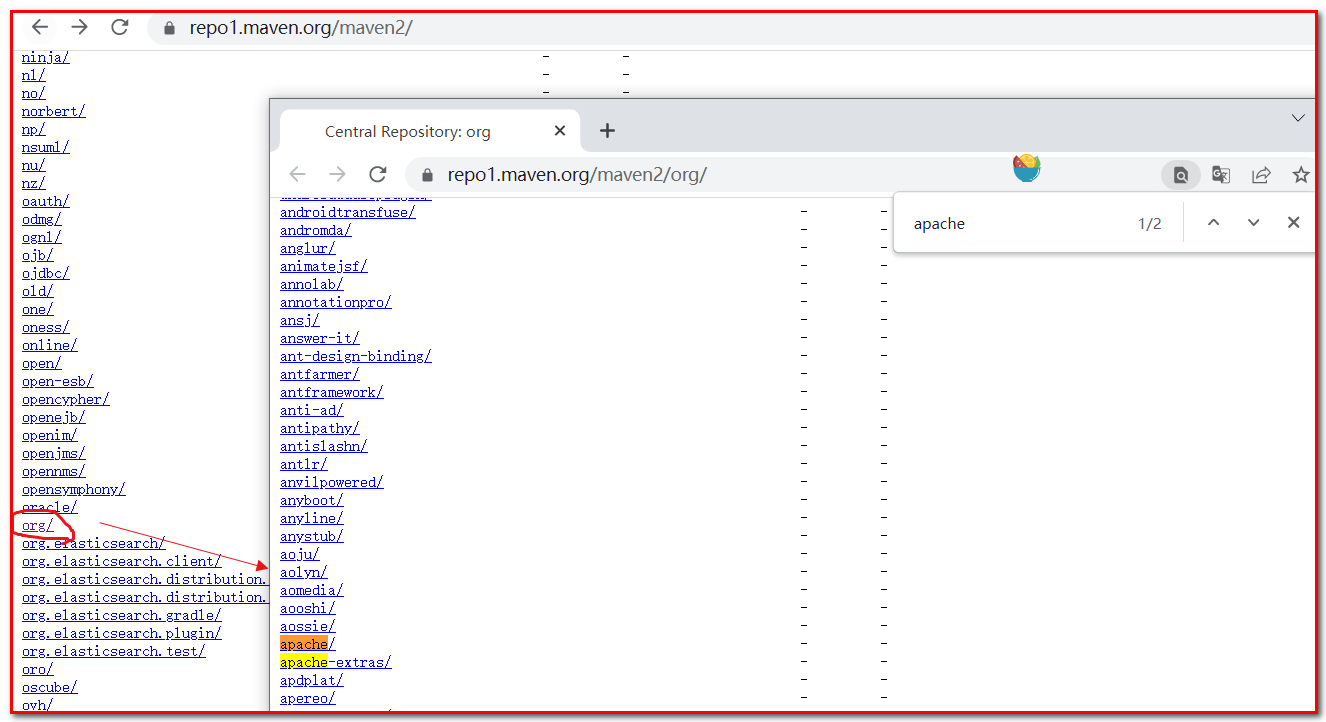 repo1.maven.org/maven2/
ninja/
nl/
no/
norbert/
np/
nsuml/
nu/
nz/
oauth/
odmg/
ognl/
ojb/
ojdbc/
old/
one/
oness/
online/
open/
open-esb/
opencypher/
openejb/
openim/
openjms/
opennms/
opensymphony/
oracle/
org/
org.elasticsearch/
org.elasticsearch.client/
org.elasticsearch.distribution.
org.elasticsearch.distribution.
org.elasticsearch.gradle/
org.elasticsearch.plugin/
org.elasticsearch.test/
oro/
oscube/
ovh/
Central Repository: org
repo1.maven.org/maven2/org/
apache 1/2
androidtransfuse/
andromda/
anglur/
animatejsf/
annolab/
annotationpro/
ansj/
answer-it/
ant-design-binding/
antfarmer/
antframework/
anti-ad/
antipathy/
antislashn/
antlr/
anvilpowered/
anyboot/
anyline/
anystub/
aoju/
aolyn/
aomedia/
aooshi/
aossie/
apache/
apache-extras/
apdplat/
apereo/